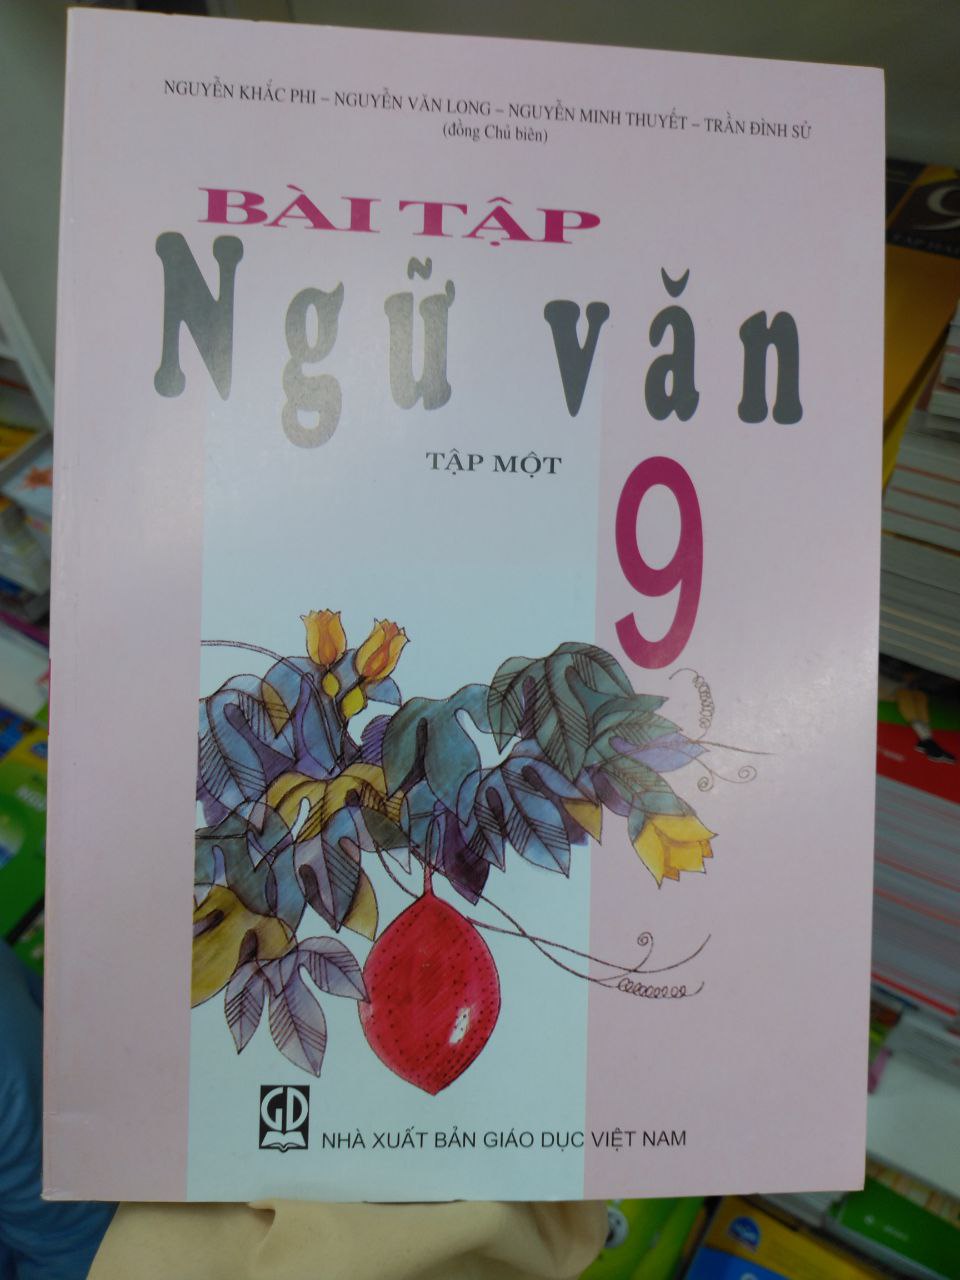 NGUYỄN KHẮC PHI – NGUYỄN VĂN LONG – NGUYỄN MINH THUYẾT – TRẦN ĐÌNH SỬ
(đồng Chủ biên)
BÀI TẬP
Ngữ văn
TẬP MỘT
9
GD
NHÀ XUẤT BẢN GIÁO DỤC VIỆT NAM